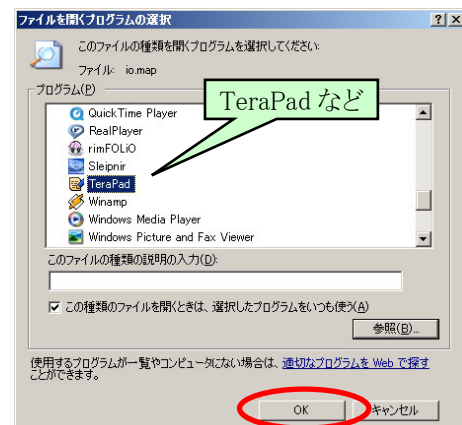 ファイルを開くプログラムの選択
このファイルの種類を開くプログラムを選択してください:
ファイル: io.map
プログラム(P)
TeraPad など
QuickTime Player
RealPlayer
rimFOLiO
Sleipnir
TeraPad
Winamp
Windows Media Player
Windows Picture and Fax Viewer
このファイルの種類の説明の入力(D):
この種類のファイルを開くときは、選択したプログラムをいつも使う(A)
参照(B)...
使用するプログラムが一覧やコンピュータにない場合は、適切なプログラムを Web で探す
ことができます。
OK
キャンセル